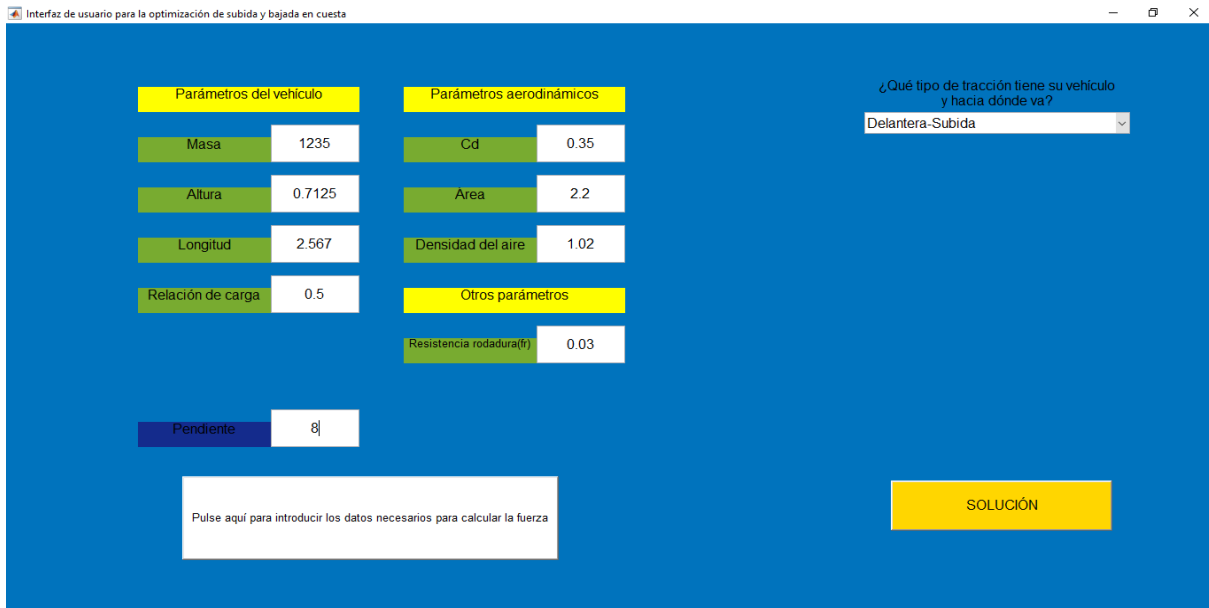 Interfaz de usuario para la optimización de subida y bajada en cuesta
Parámetros del vehículo
Masa 1235
Altura 0.7125
Longitud 2.567
Relación de carga 0.5
Parámetros aerodinámicos
Cd 0.35
Área 2.2
Densidad del aire 1.02
Otros parámetros
Resistencia rodadura(fr) 0.03
Pendiente 8
Pulse aquí para introducir los datos necesarios para calcular la fuerza
¿Qué tipo de tracción tiene su vehículo
y hacia dónde va?
Delantera-Subida
SOLUCIÓN